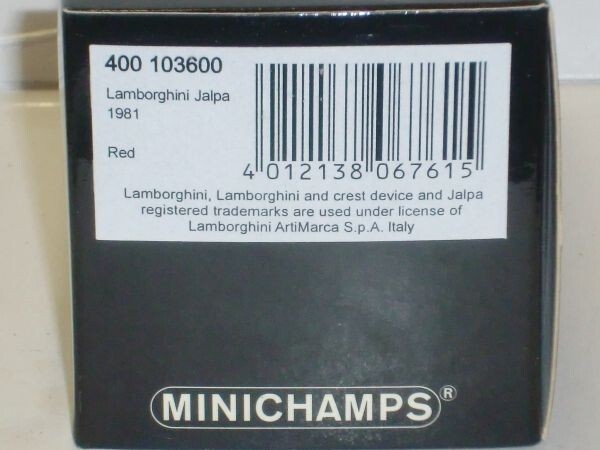 400 103600
Lamborghini Jalpa
1981
Red
4 012138 067615
Lamborghini, Lamborghini and crest device and Jalpa
registered trademarks are used under license of
Lamborghini ArtiMarca S.p.A. Italy
MINICHAMPS®